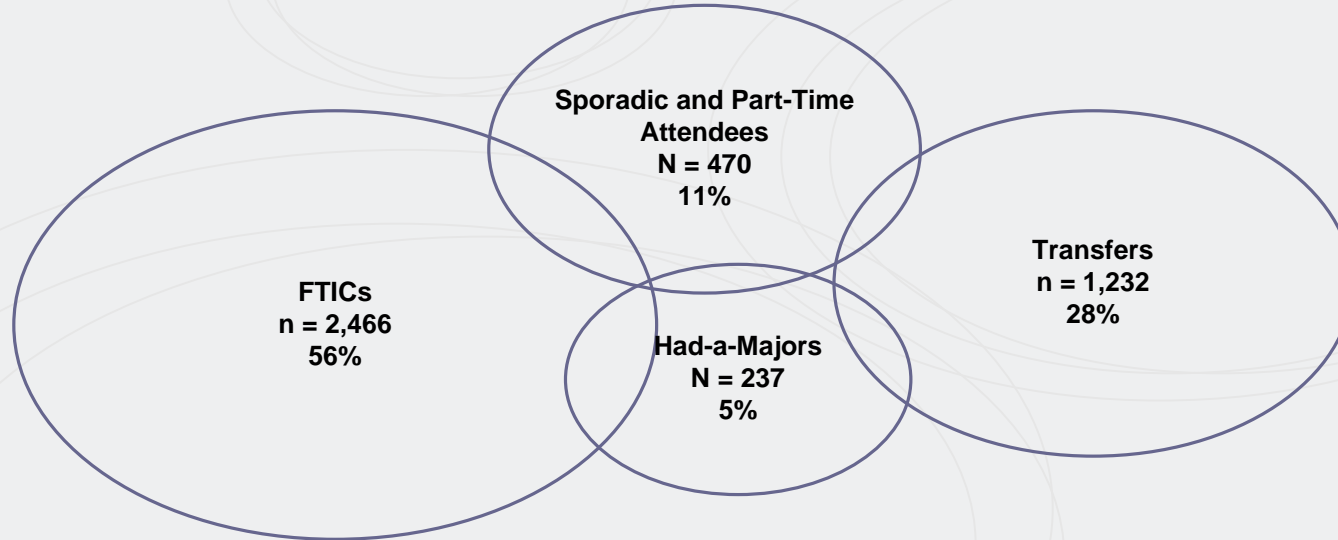 Sporadic and Part-Time
Attendees
N = 470
11%
FTICs
n = 2,466
56%
Had-a-Majors
N = 237
5%
Transfers
n = 1,232
28%